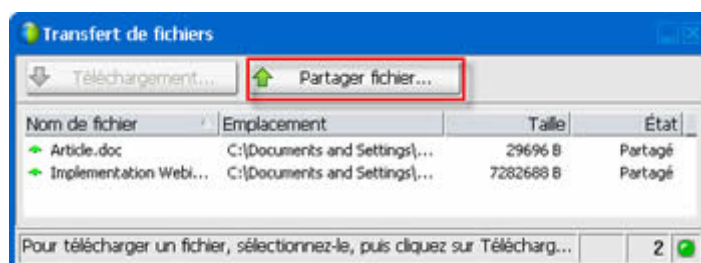 Transfert de fichiers
Téléchargement... Partager fichier...
Nom de fichier Emplacement Taille État
Article.doc C:\Documents and Settings\... 29696 B Partagé
Implementation Webi... C:\Documents and Settings\... 7282688 B Partagé
Pour télécharger un fichier, sélectionnez-le, puis cliquez sur Télécharg... 2